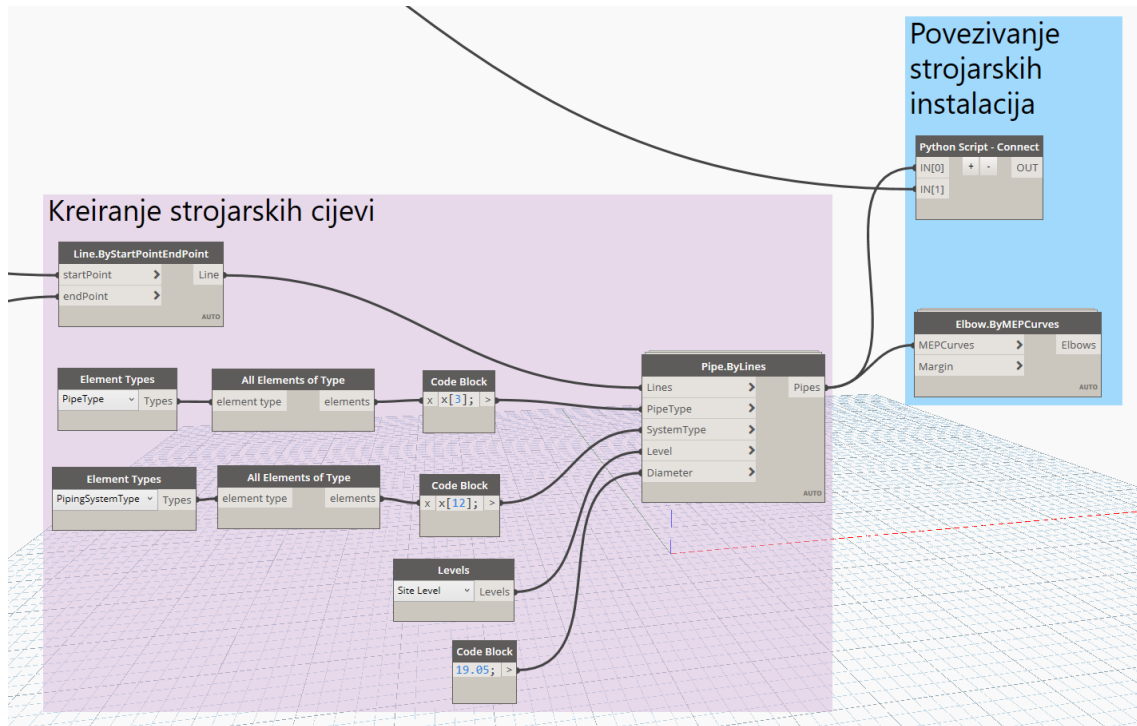 Povezivanje
strojarskih
instalacija
Python Script - Connect
IN[0] + - OUT
IN[1]
Kreiranje strojarskih cijevi
Line.ByStartPointEndPoint
startPoint > Line
endPoint >
AUTO
Elbow.ByMEPCurves
MEPCurves > Elbows
Margin >
AUTO
Element Types
PipeType Types
All Elements of Type
element type elements
Code Block
x x[3]; >
Pipe.ByLines
Lines > Pipes
PipeType >
SystemType >
Level >
Diameter >
AUTO
Element Types
PipingSystemType Types
All Elements of Type
element type elements
Code Block
x x[12]; >
Levels
Site Level Levels
Code Block
19.05; >